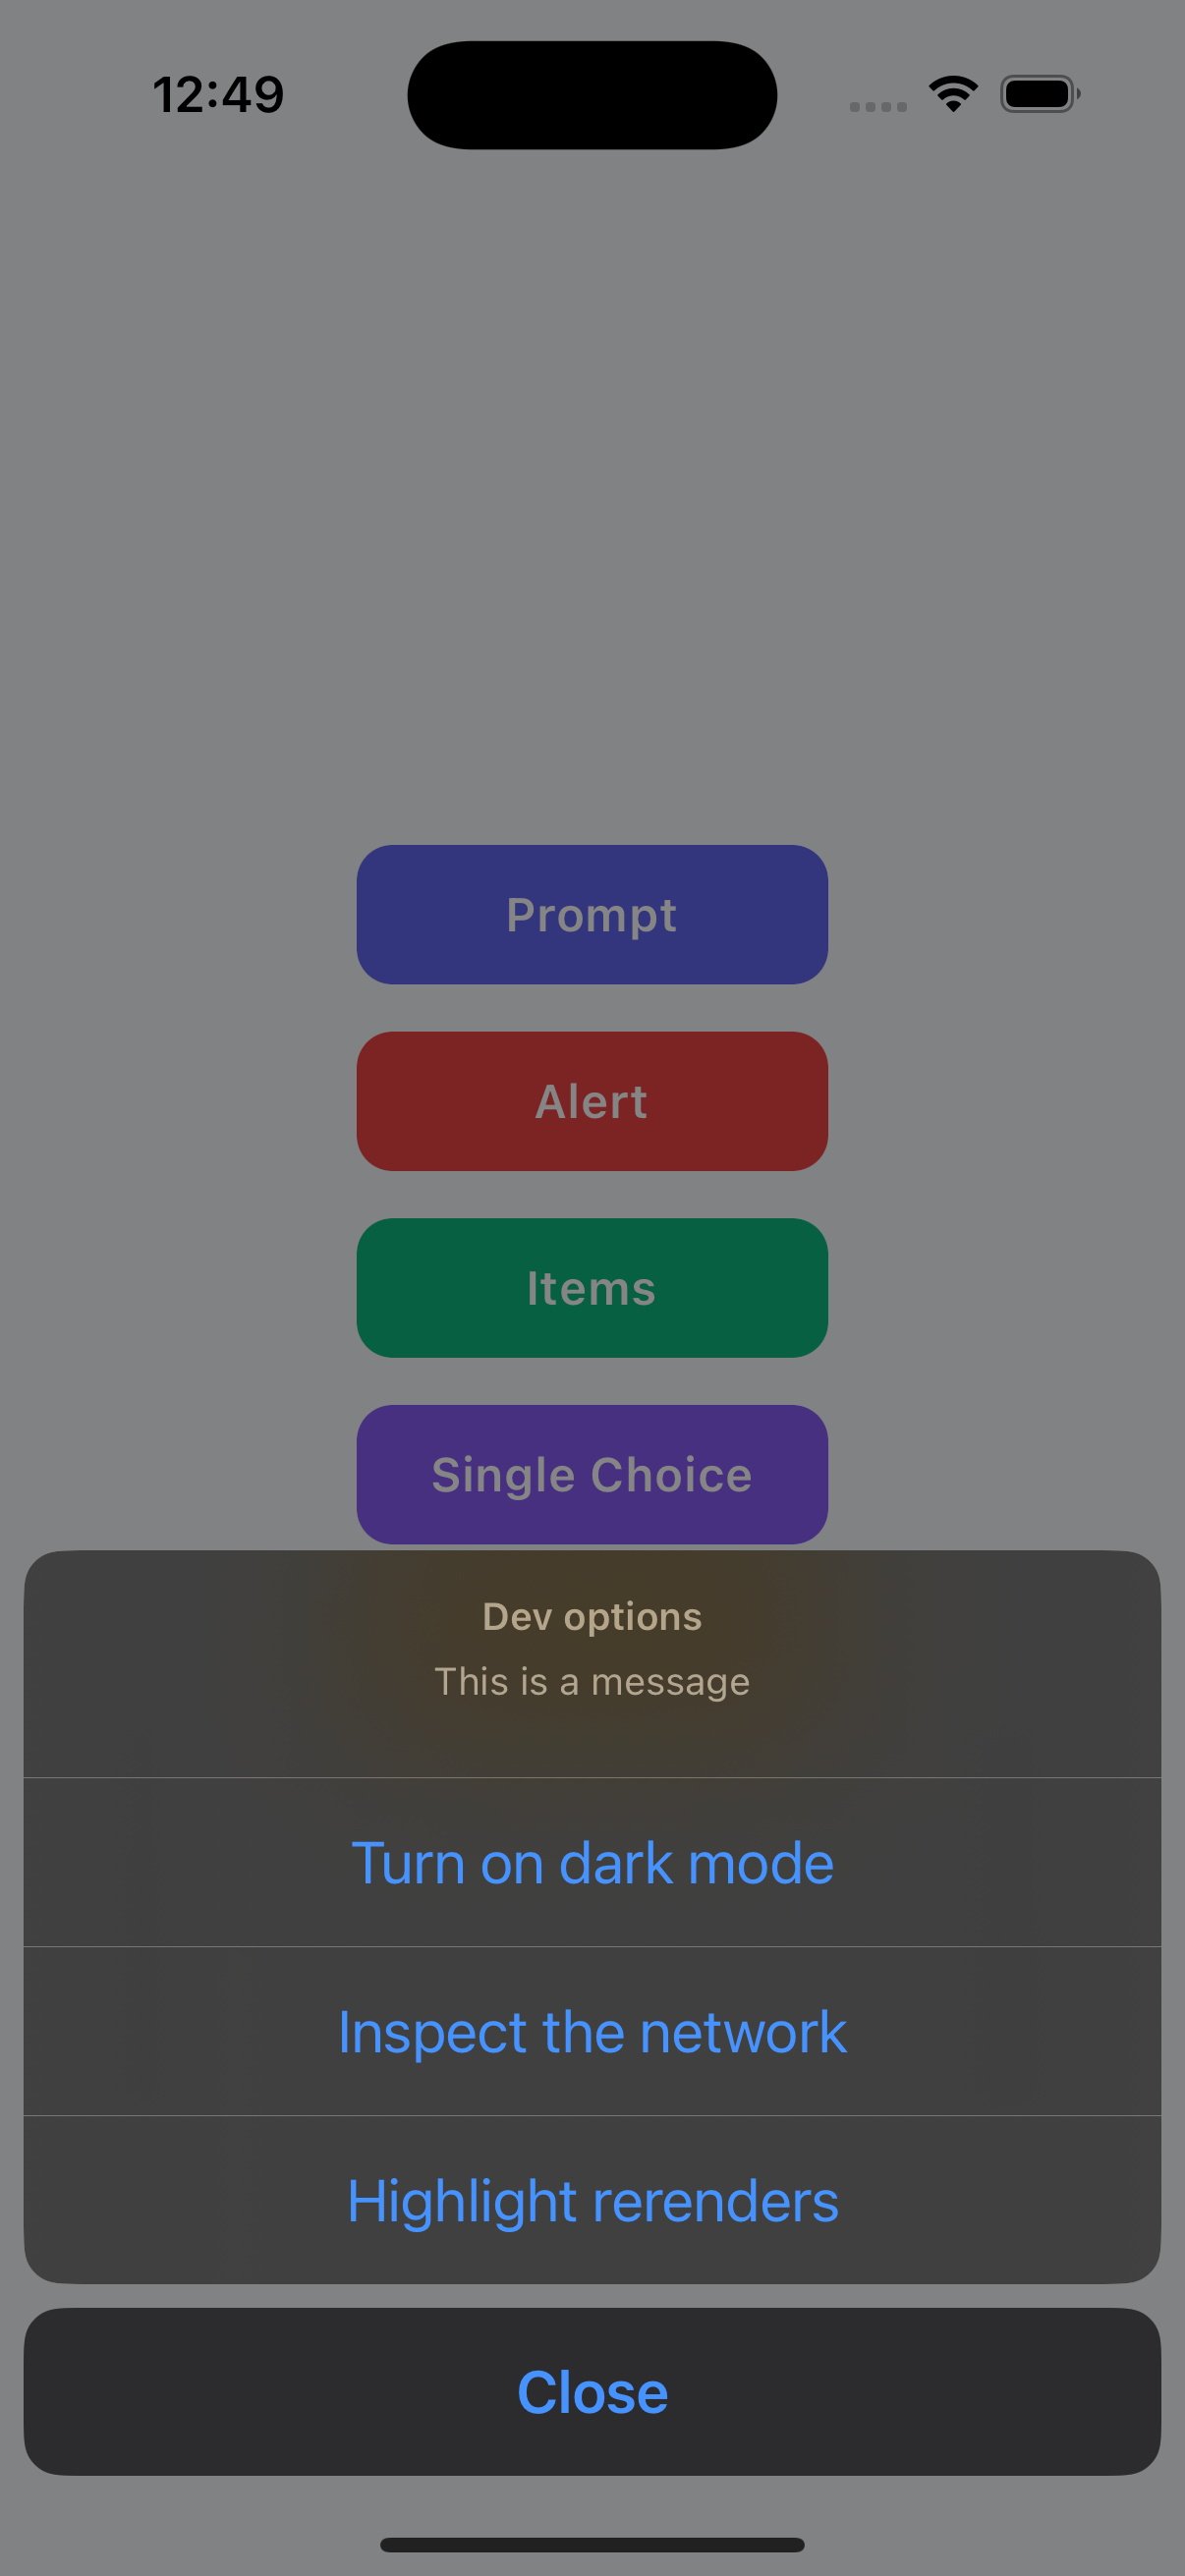 12:49
Prompt
Alert
Items
Single Choice
Dev options
This is a message
Turn on dark mode
Inspect the network
Highlight rerenders
Close